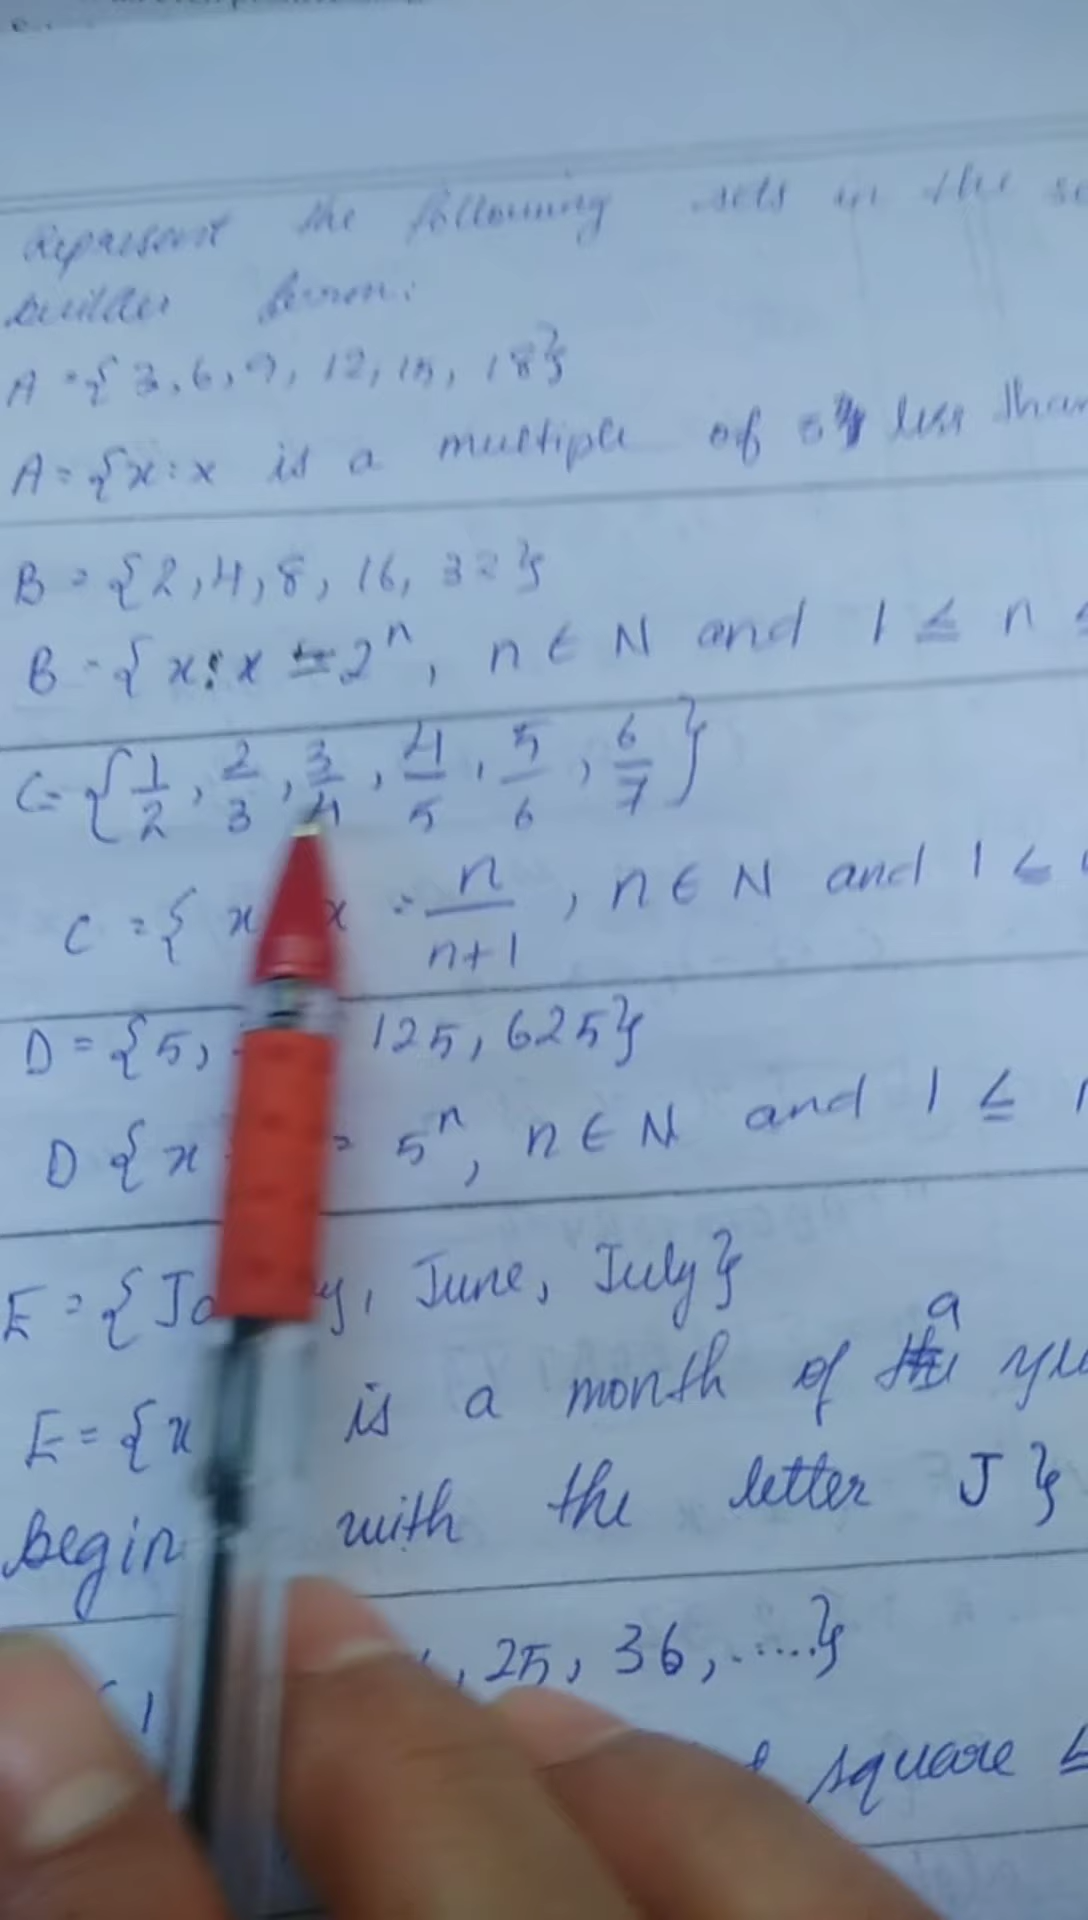 Represent the following sets in the
builder form:
A = {3, 6, 9, 12, 15, 18}
A = {x : x is a multiple of less than
B = {2, 4, 8, 16, 32}
B = {x : x = 2ⁿ, n ∈ N and 1 ≤ n ≤
C = {1/2, 2/3, 3/4, 4/5, 5/6, 6/7}
C = { x x = n/n+1, n ∈ N and 1 ≤
D = {5, 125, 625}
D {x = 5ⁿ, n ∈ N and 1 ≤
E = {Ja y, June, July}
E = {x is a month of a
begin with the letter J}
1 , 25, 36, .....}
square ≤